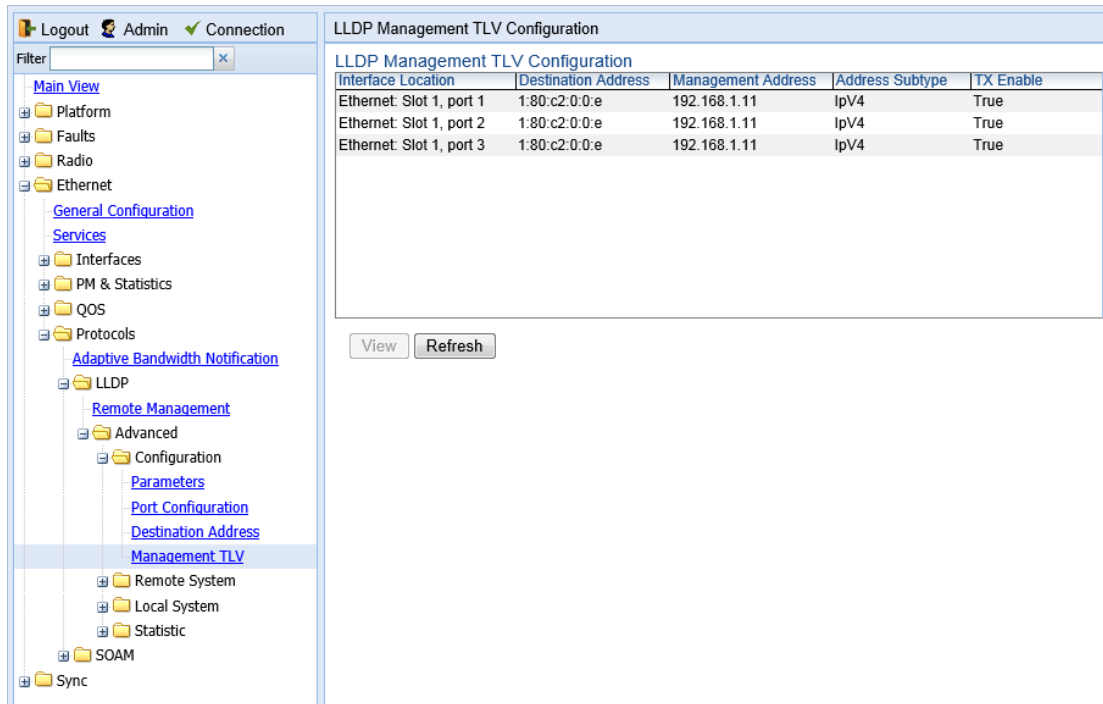 Logout Admin Connection
Filter
Main View
Platform
Faults
Radio
Ethernet
General Configuration
Services
Interfaces
PM & Statistics
QOS
Protocols
Adaptive Bandwidth Notification
LLDP
Remote Management
Advanced
Configuration
Parameters
Port Configuration
Destination Address
Management TLV
Remote System
Local System
Statistic
SOAM
Sync
LLDP Management TLV Configuration
LLDP Management TLV Configuration
Interface Location Destination Address Management Address Address Subtype TX Enable
Ethernet: Slot 1, port 1 1:80:c2:0:0:e 192.168.1.11 IpV4 True
Ethernet: Slot 1, port 2 1:80:c2:0:0:e 192.168.1.11 IpV4 True
Ethernet: Slot 1, port 3 1:80:c2:0:0:e 192.168.1.11 IpV4 True
View Refresh